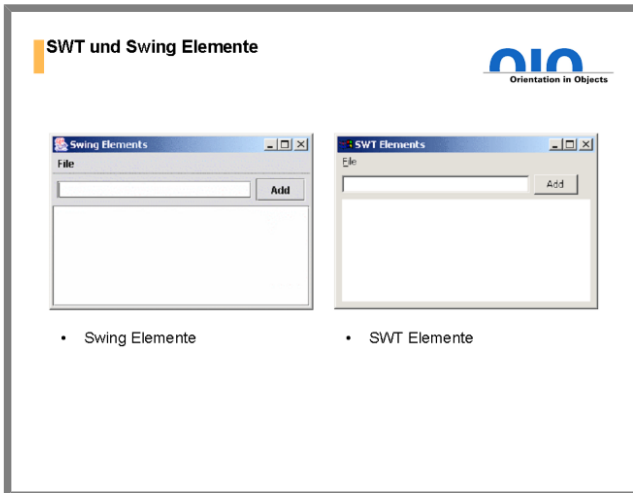 SWT und Swing Elemente
OIO
Orientation in Objects
Swing Elements
File
Add
SWT Elements
File
Add
• Swing Elemente
• SWT Elemente